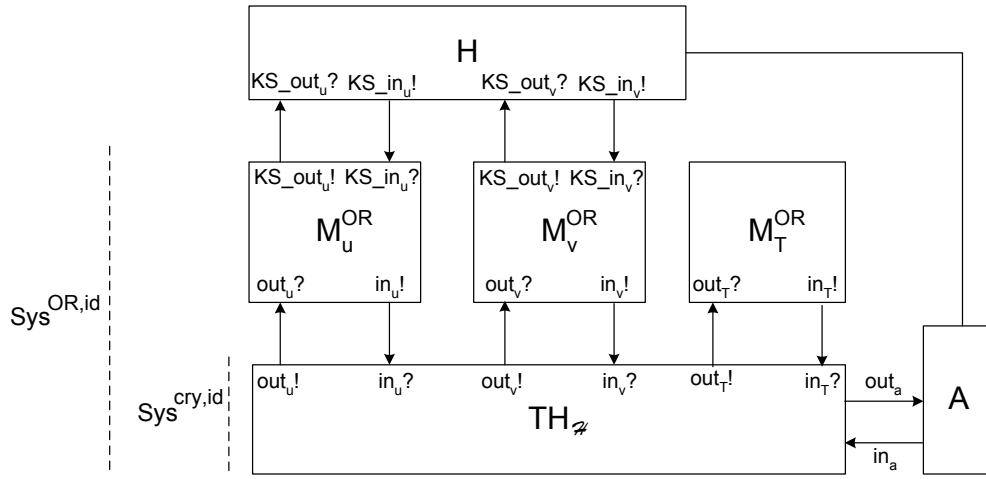 H
KS_out_u? KS_in_u! KS_out_v? KS_in_v!
KS_out_u! KS_in_u? KS_out_v! KS_in_v?
M_u^OR M_v^OR M_T^OR
out_u? in_u! out_v? in_v! out_T? in_T!
Sys^OR,id
out_u! in_u? out_v! in_v? out_T! in_T?
Sys^cry,id
TH_ℋ
out_a
A
in_a